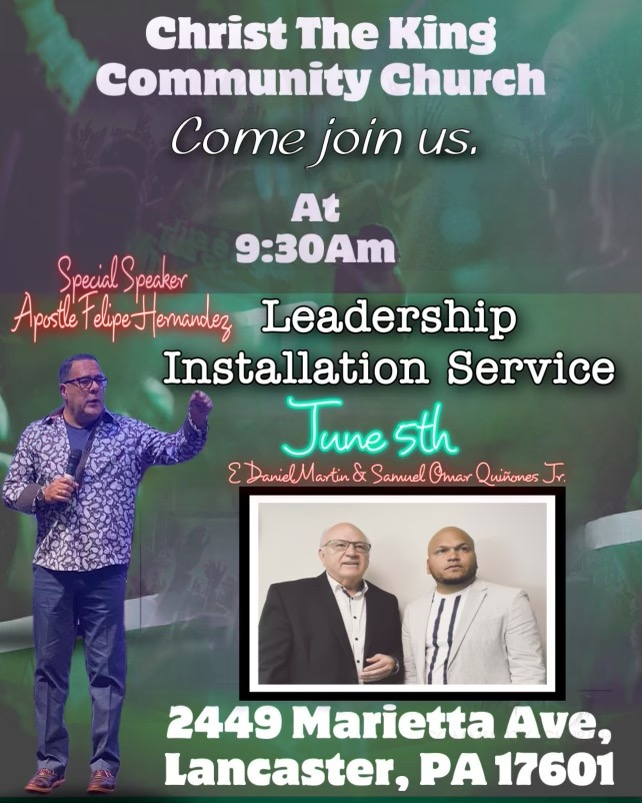 Christ The King
Community Church
Come join us.
At
9:30Am
Special Speaker
Apostle Felipe Hernandez
Leadership
Installation Service
June 5th
E Daniel Martin & Samuel Omar Quiñones Jr.
2449 Marietta Ave,
Lancaster, PA 17601